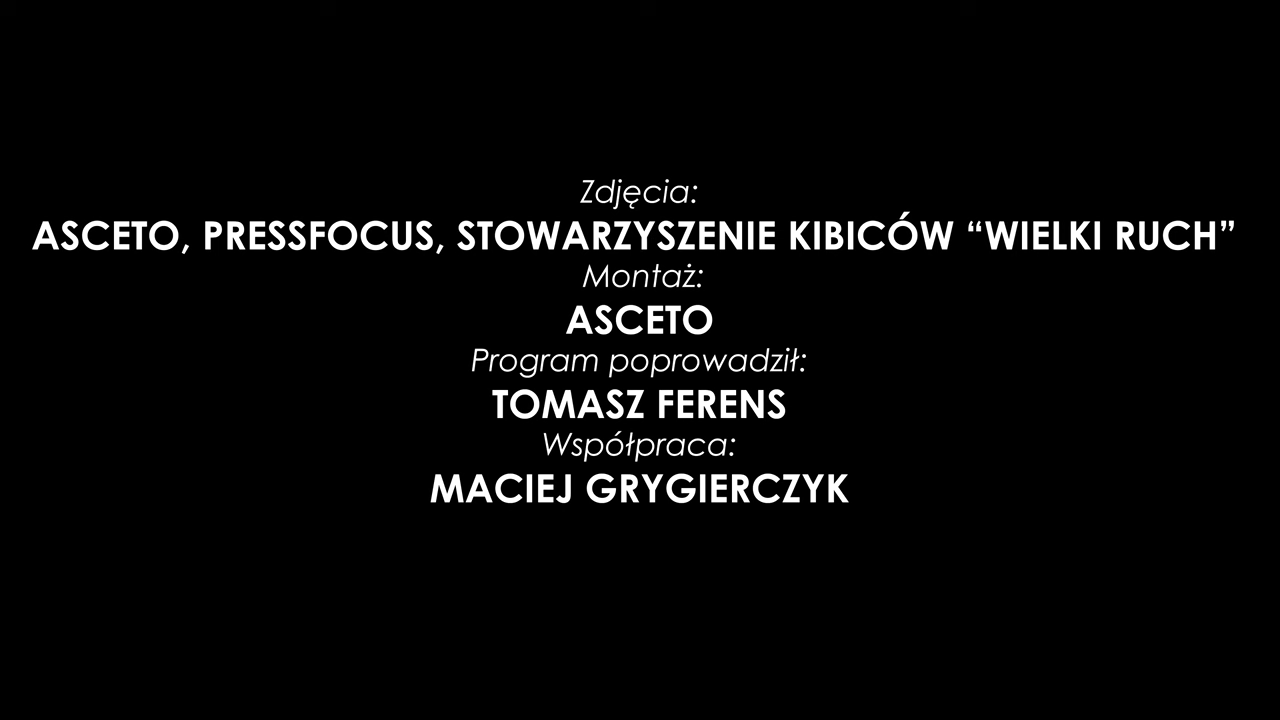 Zdjęcia:
ASCETO, PRESSFOCUS, STOWARZYSZENIE KIBICÓW “WIELKI RUCH”
Montaż:
ASCETO
Program poprowadził:
TOMASZ FERENS
Współpraca:
MACIEJ GRYGIERCZYK